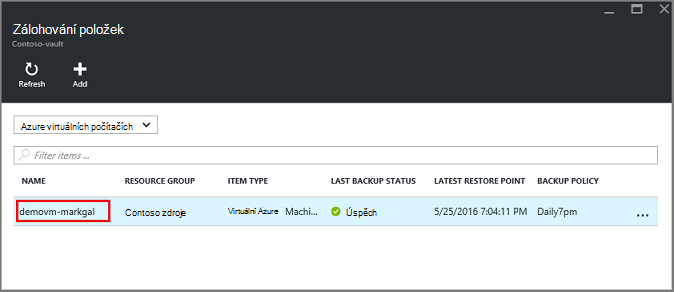 Zálohování položek
Contoso-vault
Refresh Add
Azure virtuálních počítačích
Filter items ...
NAME RESOURCE GROUP ITEM TYPE LAST BACKUP STATUS LATEST RESTORE POINT BACKUP POLICY
demovm-markgal Contoso zdroje Virtuální Azure Machi... Úspěch 5/25/2016 7:04:11 PM Daily7pm ...